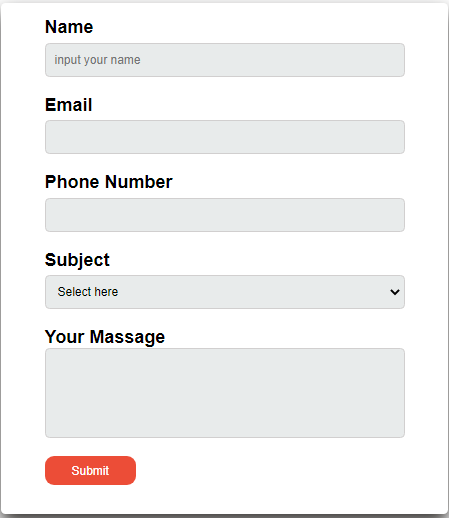 Name
input your name
Email
Phone Number
Subject
Select here
Your Massage
Submit